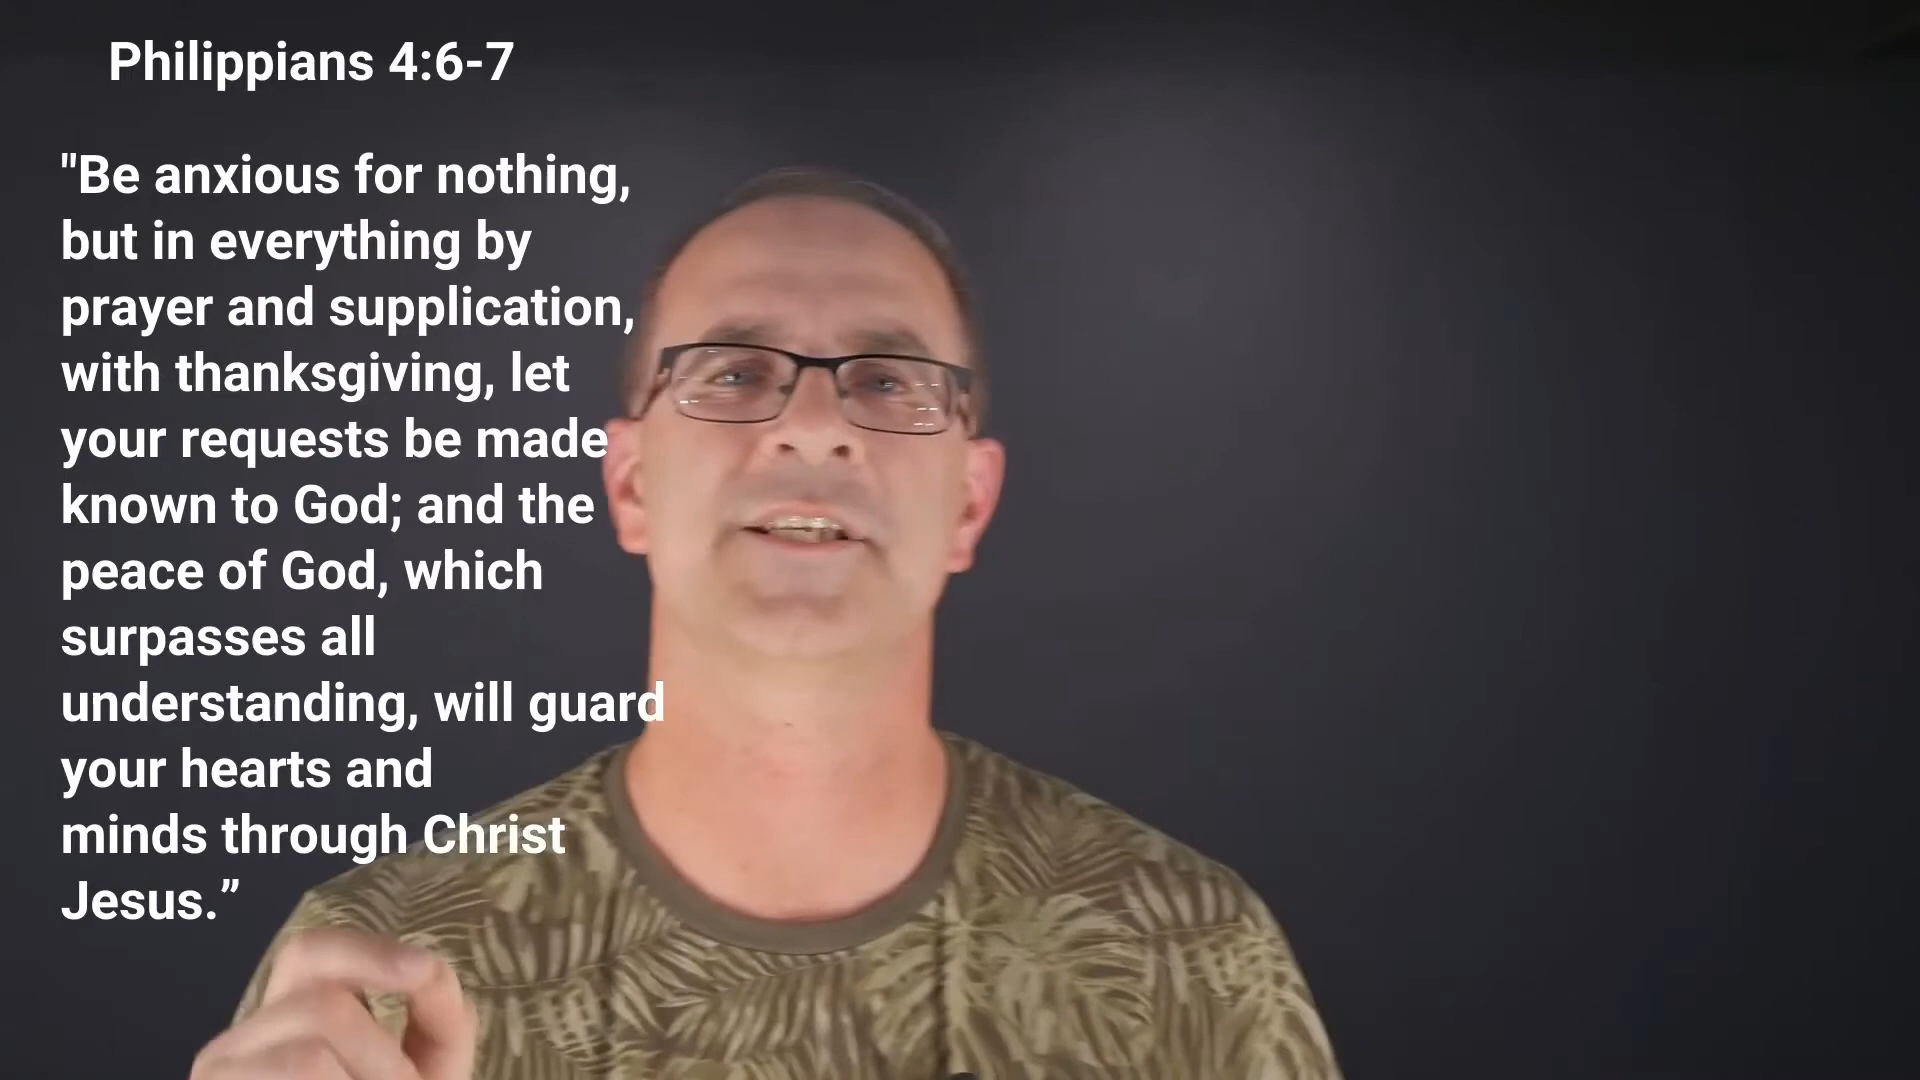 Philippians 4:6-7
"Be anxious for nothing,
but in everything by
prayer and supplication,
with thanksgiving, let
your requests be made
known to God; and the
peace of God, which
surpasses all
understanding, will guard
your hearts and
minds through Christ
Jesus.”